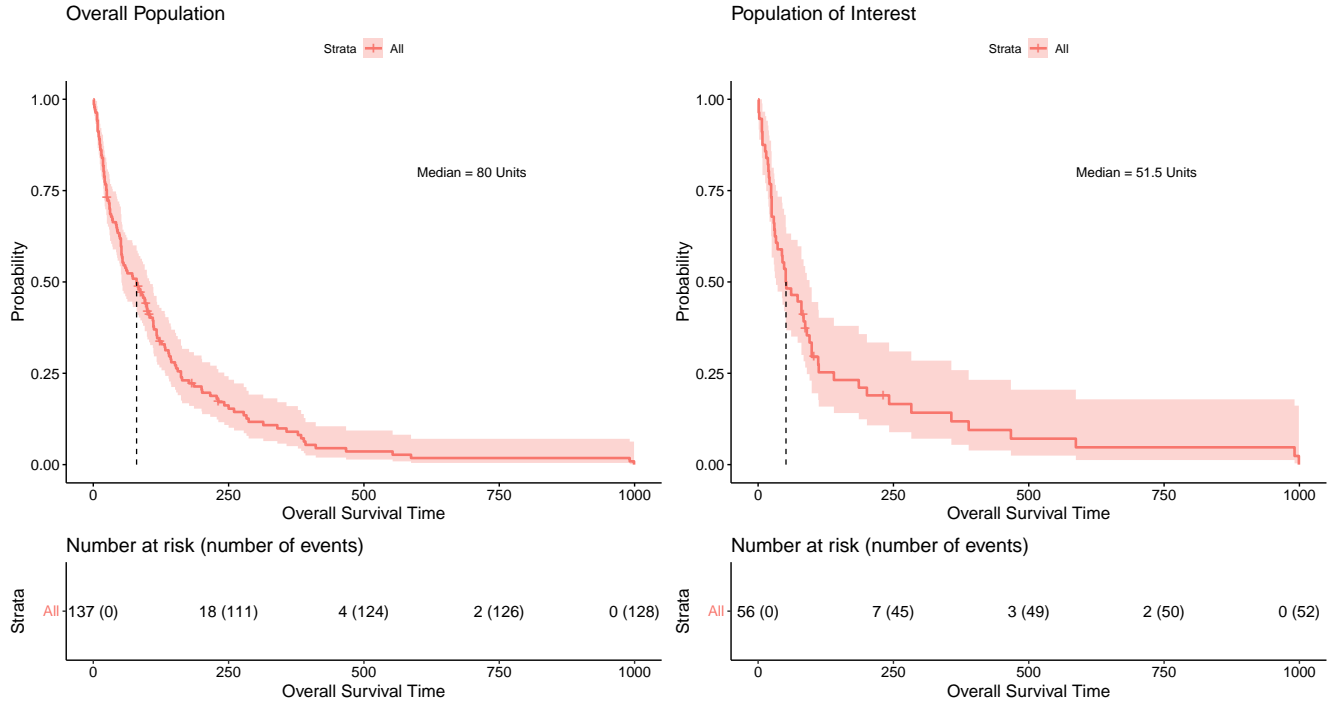 Overall Population
Strata All
Median = 80 Units
Probability
1.00
0.75
0.50
0.25
0.00
0 250 500 750 1000
Overall Survival Time
Number at risk (number of events)
Strata
All 137 (0) 18 (111) 4 (124) 2 (126) 0 (128)
0 250 500 750 1000
Overall Survival Time
Population of Interest
Strata All
Median = 51.5 Units
Probability
1.00
0.75
0.50
0.25
0.00
0 250 500 750 1000
Overall Survival Time
Number at risk (number of events)
Strata
All 56 (0) 7 (45) 3 (49) 2 (50) 0 (52)
0 250 500 750 1000
Overall Survival Time